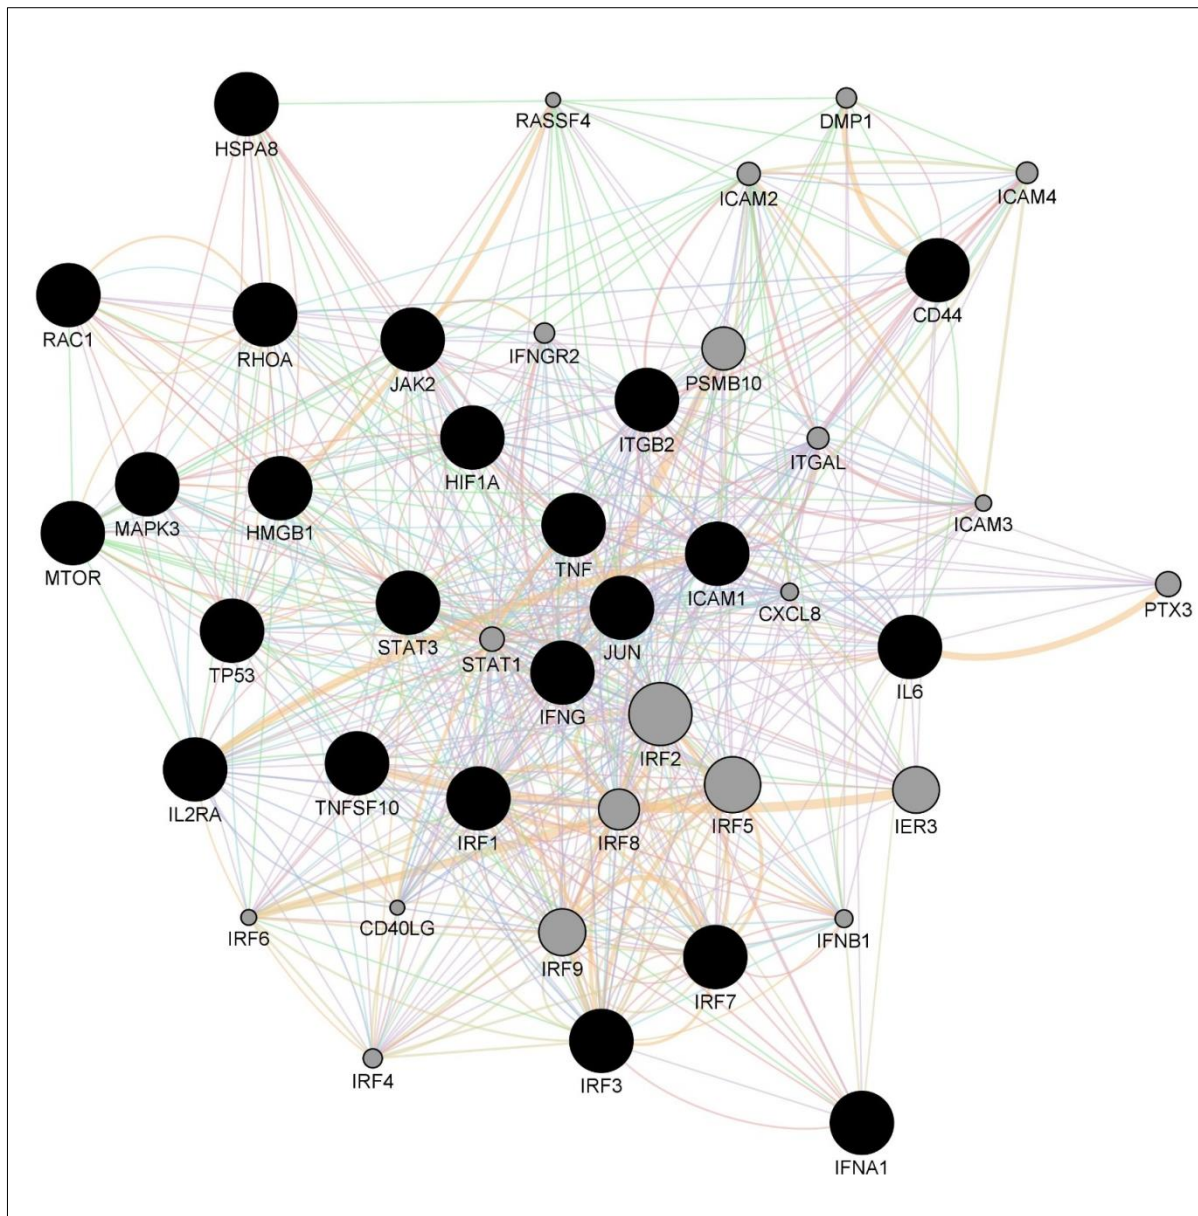 RASSF4
DMP1
HSPA8
ICAM2
ICAM4
CD44
RAC1
RHOA
JAK2
IFNGR2
PSMB10
ITGB2
ITGAL
HIF1A
MAPK3
HMGB1
ICAM3
MTOR
TNF
ICAM1
CXCL8
PTX3
TP53
STAT3
STAT1
JUN
IL6
IFNG
IRF2
IL2RA
TNFSF10
IRF1
IRF8
IRF5
IER3
IRF6
CD40LG
IRF9
IFNB1
IRF7
IRF4
IRF3
IFNA1